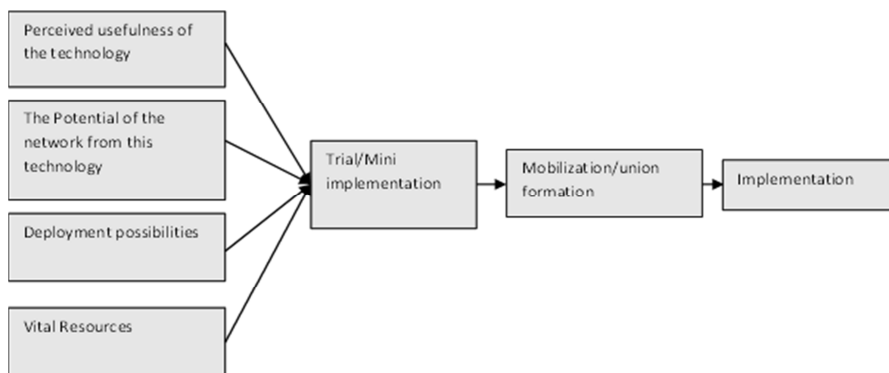 Perceived usefulness of
the technology
The Potential of the
network from this
technology
Deployment possibilities
Vital Resources
Trial/Mini
implementation
Mobilization/union
formation
Implementation